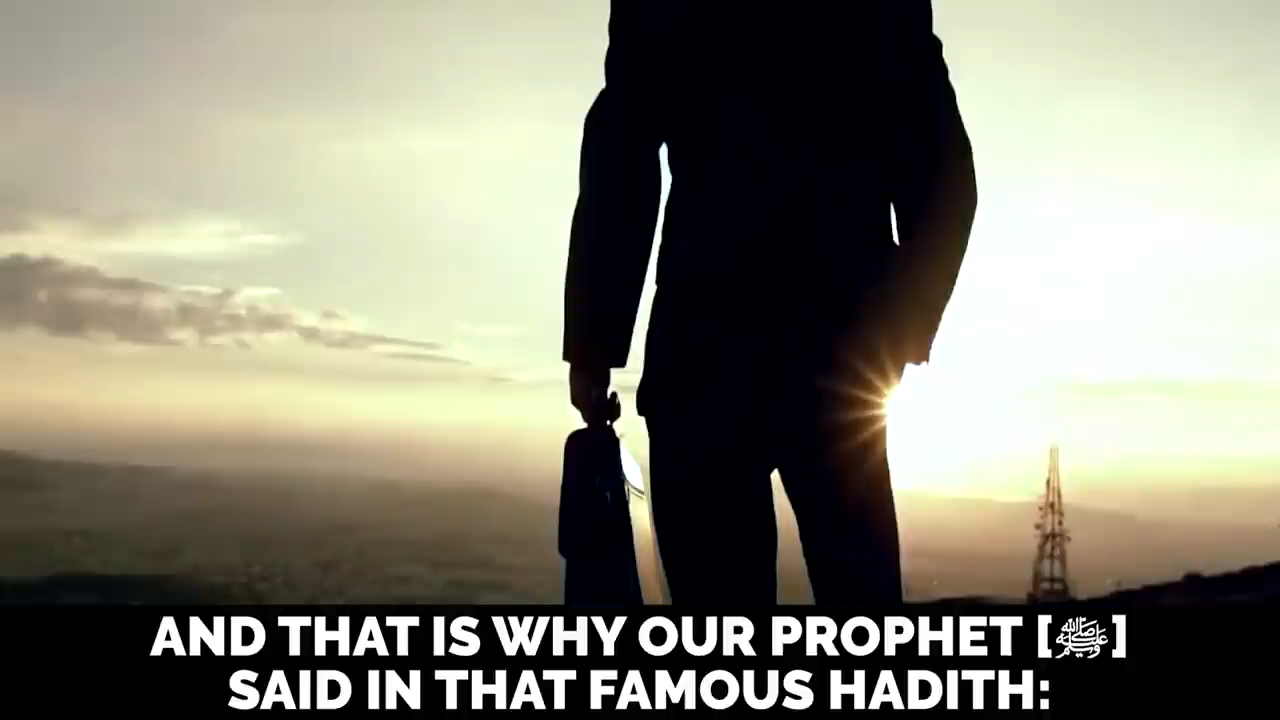 AND THAT IS WHY OUR PROPHET [ﷺ]
SAID IN THAT FAMOUS HADITH: